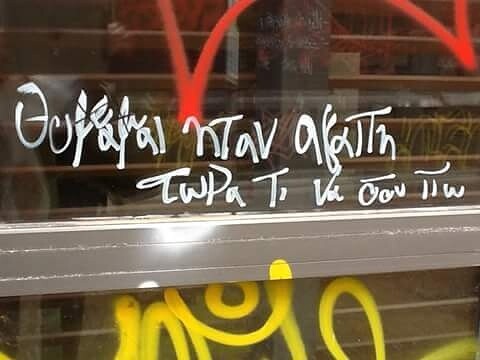 Θυμάμαι ηταν αγαπη
τωρα τι να σου πω